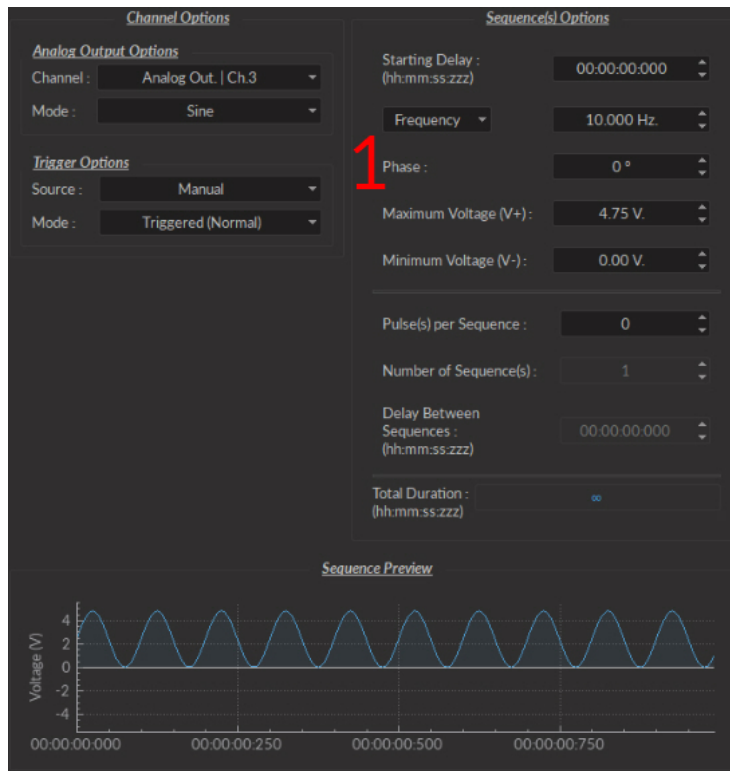 Channel Options
Analog Output Options
Channel : Analog Out. | Ch.3
Mode : Sine
Trigger Options
Source : Manual
Mode : Triggered (Normal)
Sequence(s) Options
Starting Delay :
(hh:mm:ss:zzz) 00:00:00:000
Frequency 10.000 Hz.
1
Phase : 0 °
Maximum Voltage (V+) : 4.75 V.
Minimum Voltage (V-) : 0.00 V.
Pulse(s) per Sequence : 0
Number of Sequence(s) : 1
Delay Between
Sequences : 00:00:00:000
(hh:mm:ss:zzz)
Total Duration : ∞
(hh:mm:ss:zzz)
Sequence Preview
Voltage (V)
4
2
0
-2
-4
00:00:00:000 00:00:00:250 00:00:00:500 00:00:00:750